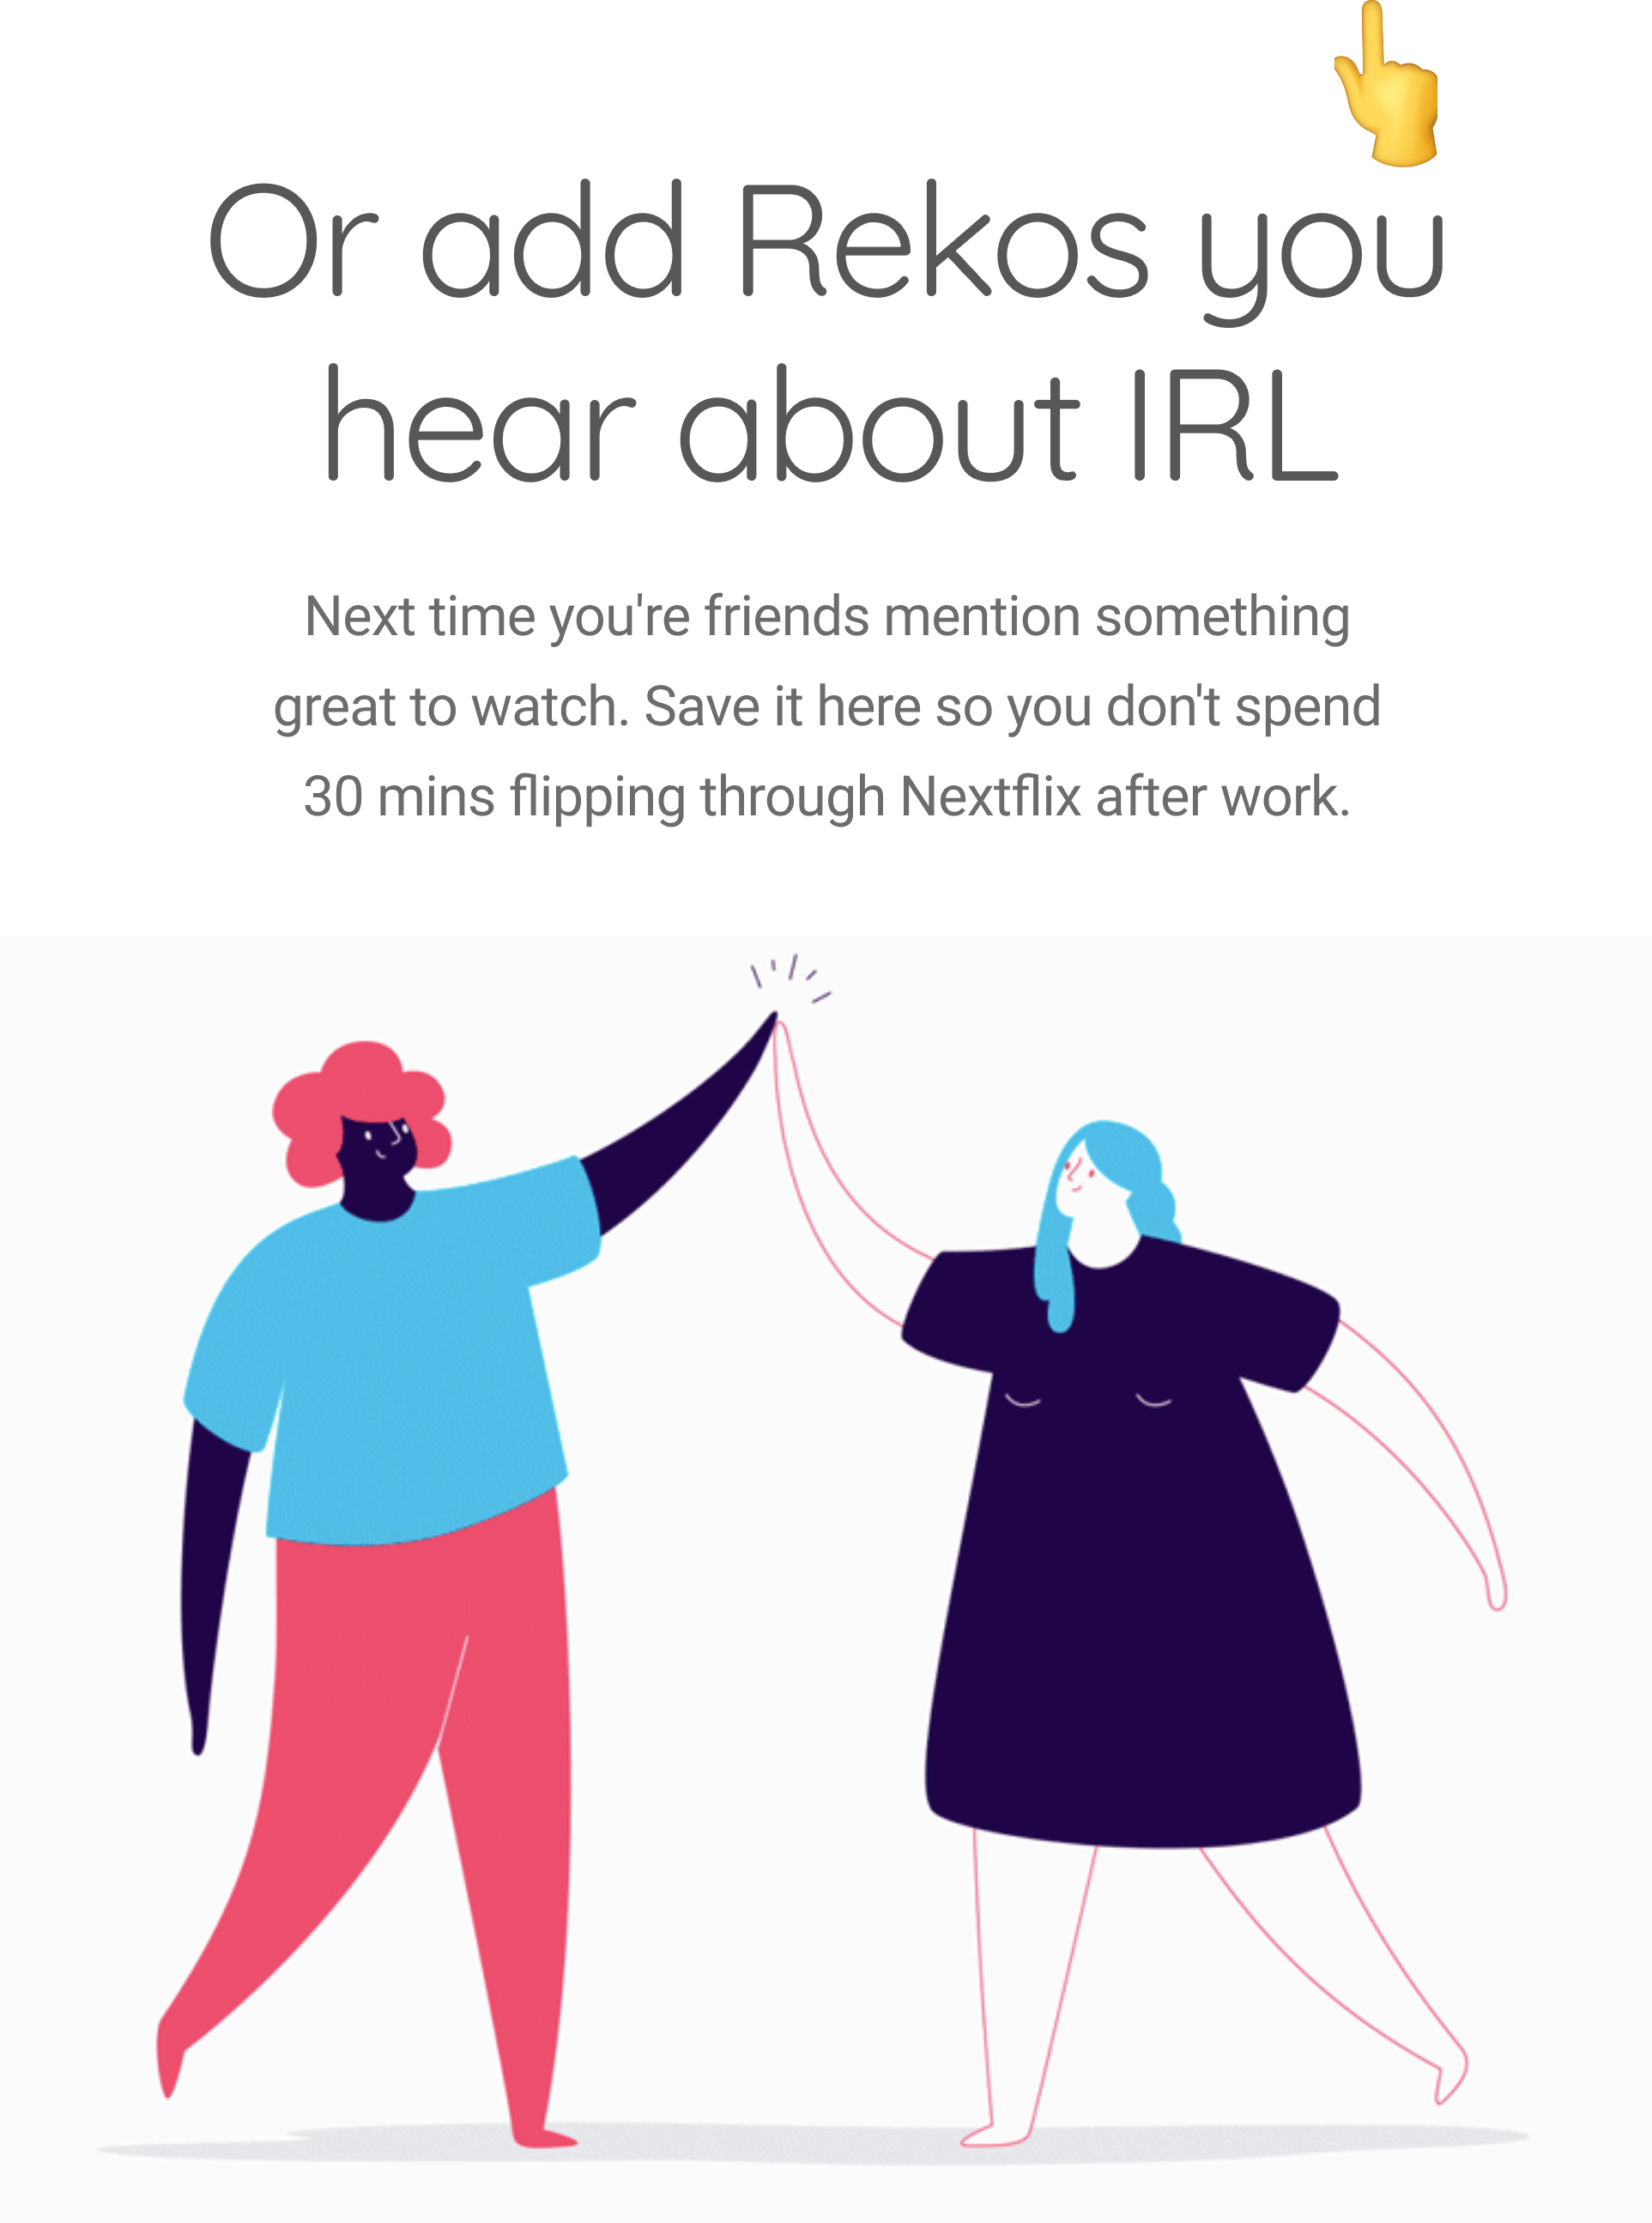 Or add Rekos you
hear about IRL
Next time you're friends mention something
great to watch. Save it here so you don't spend
30 mins flipping through Nextflix after work.